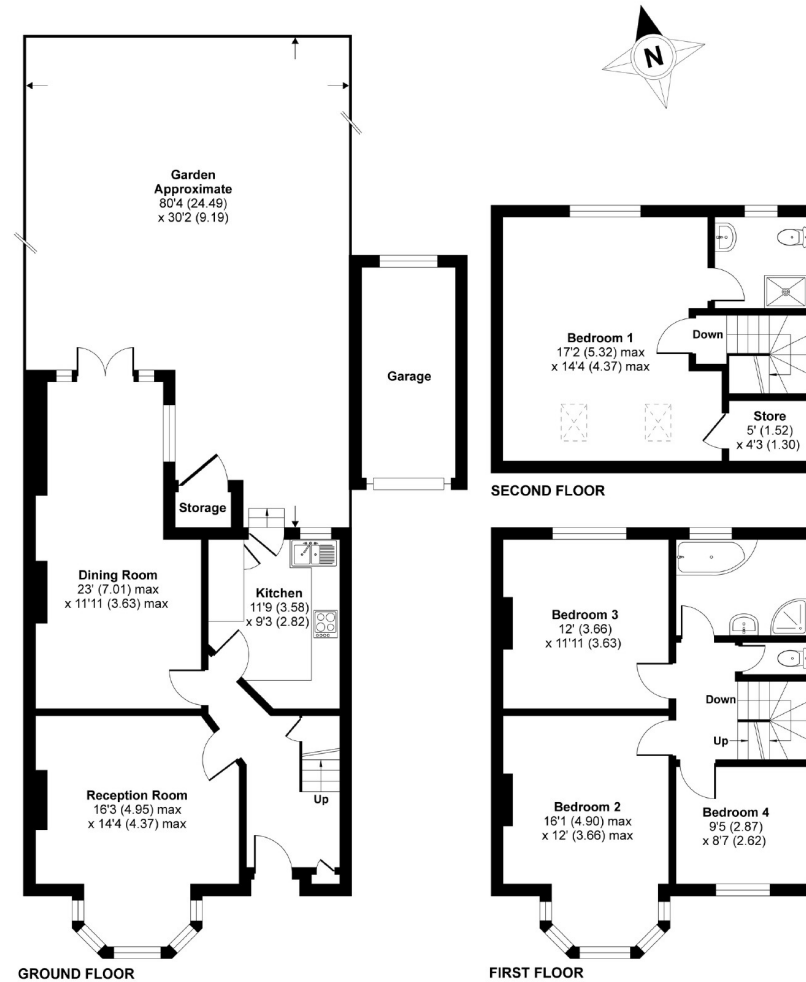 N
Garden
Approximate
80'4 (24.49)
x 30'2 (9.19)
Garage
Storage
Dining Room
23' (7.01) max
x 11'11 (3.63) max
Kitchen
11'9 (3.58)
x 9'3 (2.82)
Reception Room
16'3 (4.95) max
x 14'4 (4.37) max
Up
GROUND FLOOR
Bedroom 1
17'2 (5.32) max
x 14'4 (4.37) max
Down
Store
5' (1.52)
x 4'3 (1.30)
SECOND FLOOR
Bedroom 3
12' (3.66)
x 11'11 (3.63)
Down
Up
Bedroom 2
16'1 (4.90) max
x 12' (3.66) max
Bedroom 4
9'5 (2.87)
x 8'7 (2.62)
FIRST FLOOR